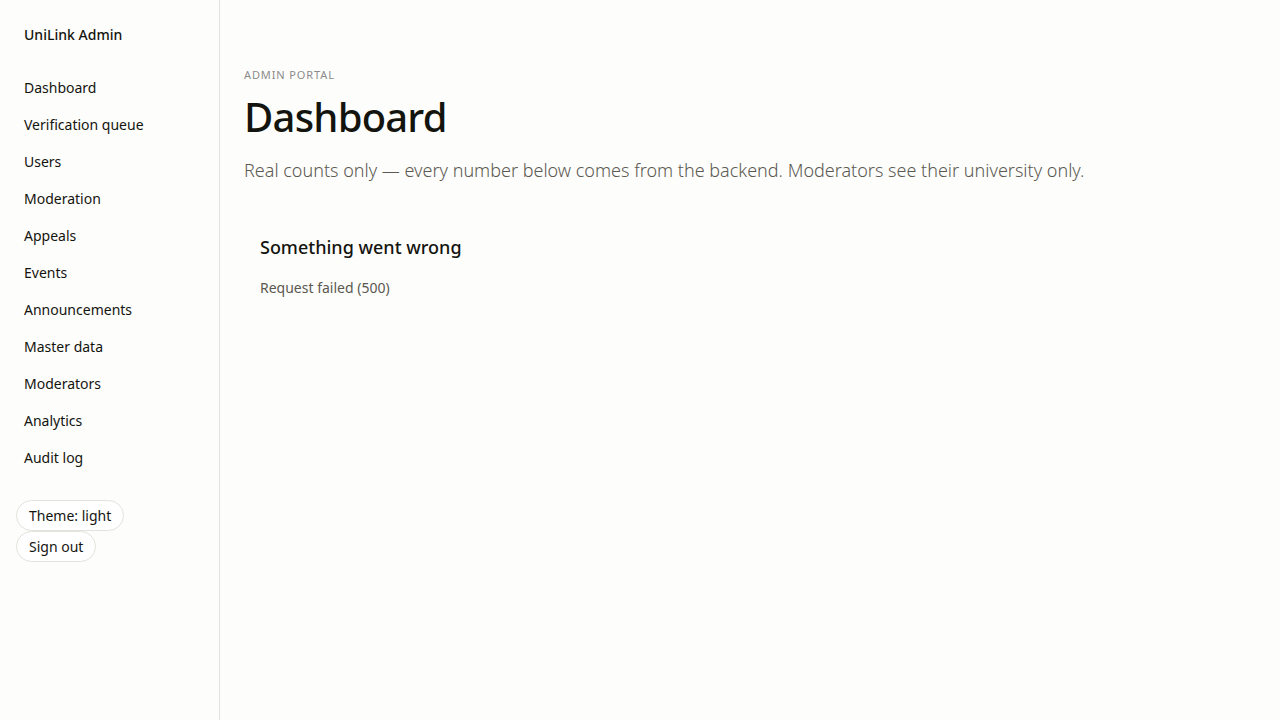 UniLink Admin
Dashboard
Verification queue
Users
Moderation
Appeals
Events
Announcements
Master data
Moderators
Analytics
Audit log
Theme: light
Sign out
ADMIN PORTAL
Dashboard
Real counts only — every number below comes from the backend. Moderators see their university only.
Something went wrong
Request failed (500)